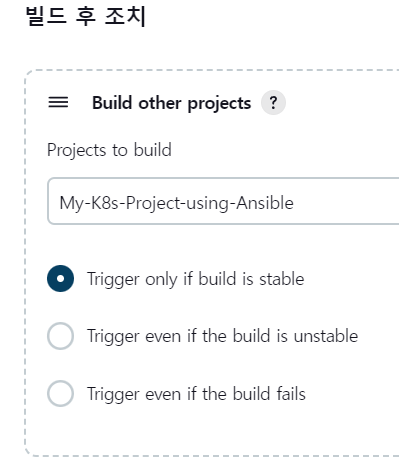 빌드 후 조치
Build other projects ?
Projects to build
My-K8s-Project-using-Ansible
Trigger only if build is stable
Trigger even if the build is unstable
Trigger even if the build fails